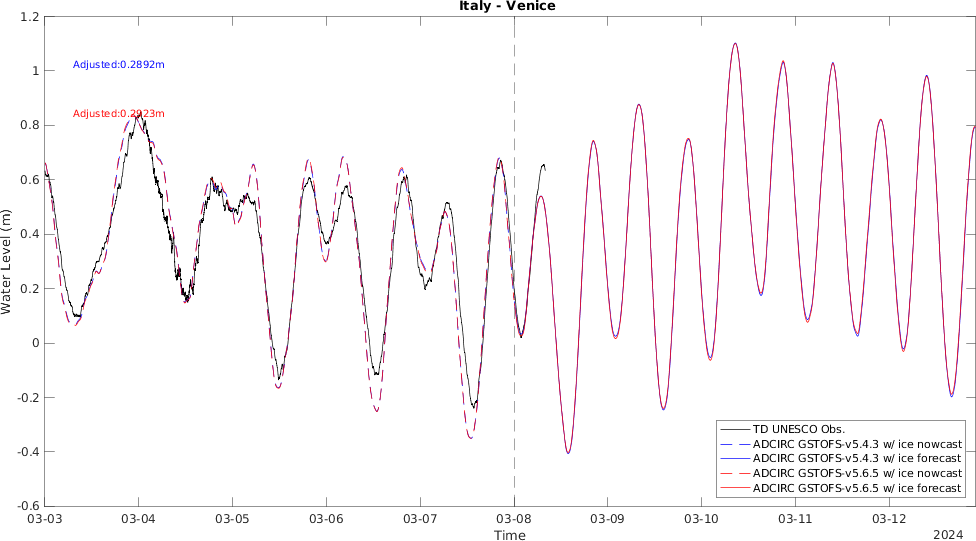 Italy - Venice
1.2
1
0.8
0.6
0.4
0.2
0
-0.2
-0.4
-0.6
Water Level (m)
Adjusted:0.2892m
Adjusted:0.2923m
TD UNESCO Obs.
ADCIRC GSTOFS-v5.4.3 w/ ice nowcast
ADCIRC GSTOFS-v5.4.3 w/ ice forecast
ADCIRC GSTOFS-v5.6.5 w/ ice nowcast
ADCIRC GSTOFS-v5.6.5 w/ ice forecast
03-03 03-04 03-05 03-06 03-07 03-08 03-09 03-10 03-11 03-12
Time
2024